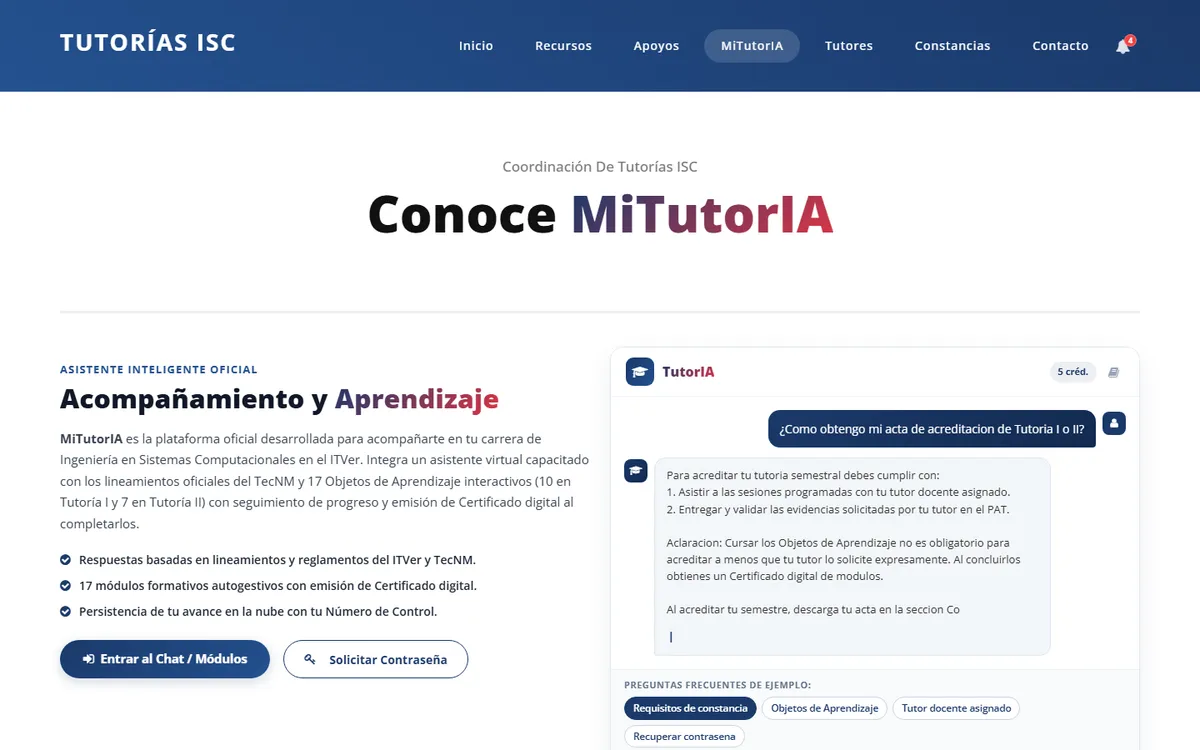 TUTORÍAS ISC
Inicio
Recursos
Apoyos
MiTutorIA
Tutores
Constancias
Contacto
4
Coordinación De Tutorías ISC
Conoce MiTutorIA
ASISTENTE INTELIGENTE OFICIAL
Acompañamiento y Aprendizaje
MiTutorIA es la plataforma oficial desarrollada para acompañarte en tu carrera de
Ingeniería en Sistemas Computacionales en el ITVer. Integra un asistente virtual capacitado
con los lineamientos oficiales del TecNM y 17 Objetos de Aprendizaje interactivos (10 en
Tutoría I y 7 en Tutoría II) con seguimiento de progreso y emisión de Certificado digital al
completarlos.
Respuestas basadas en lineamientos y reglamentos del ITVer y TecNM.
17 módulos formativos autogestivos con emisión de Certificado digital.
Persistencia de tu avance en la nube con tu Número de Control.
Entrar al Chat / Módulos
Solicitar Contraseña
TutorIA
5 créd.
¿Como obtengo mi acta de acreditacion de Tutoria I o II?
Para acreditar tu tutoria semestral debes cumplir con:
1. Asistir a las sesiones programadas con tu tutor docente asignado.
2. Entregar y validar las evidencias solicitadas por tu tutor en el PAT.
Aclaracion: Cursar los Objetos de Aprendizaje no es obligatorio para
acreditar a menos que tu tutor lo solicite expresamente. Al concluirlos
obtienes un Certificado digital de modulos.
Al acreditar tu semestre, descarga tu acta en la seccion Co
PREGUNTAS FRECUENTES DE EJEMPLO:
Requisitos de constancia
Objetos de Aprendizaje
Tutor docente asignado
Recuperar contrasena